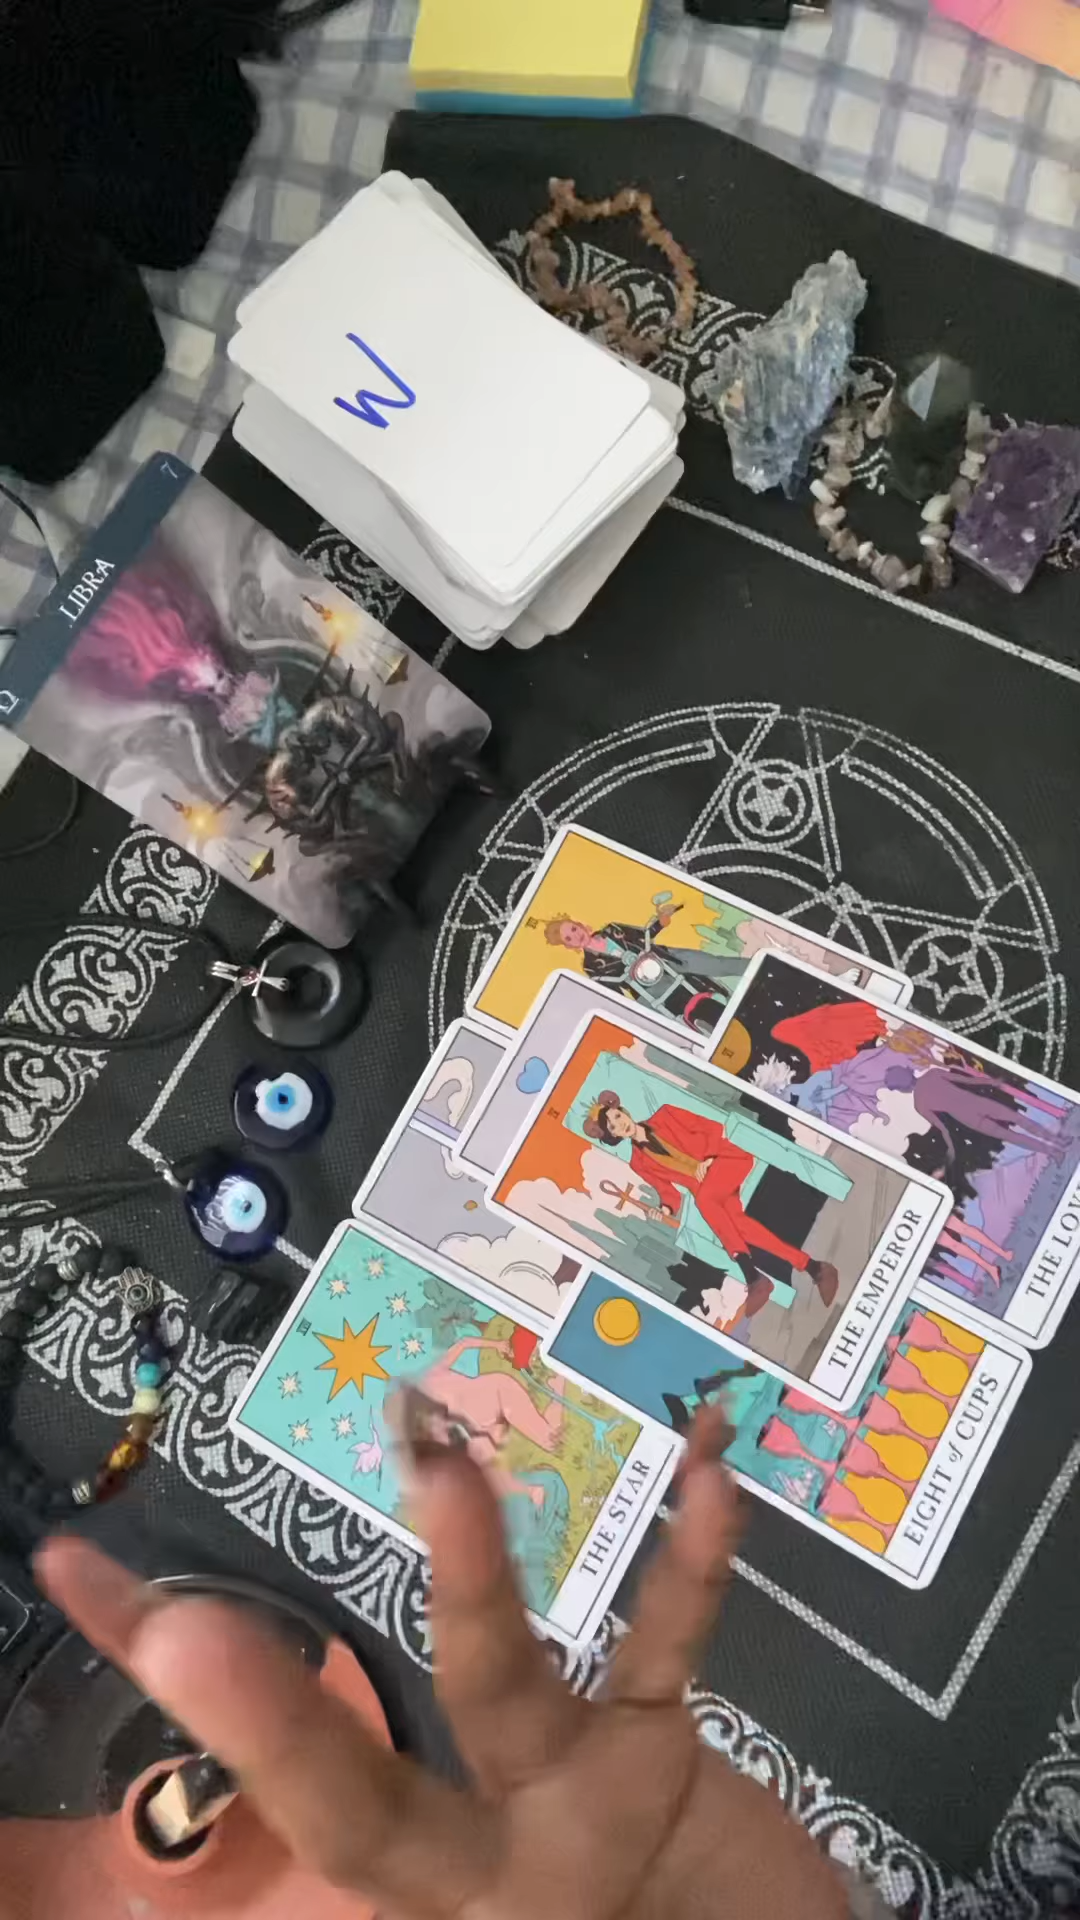 W
7
LIBRA
♎
THE EMPEROR
THE LOV
EIGHT of CUPS
THE STAR